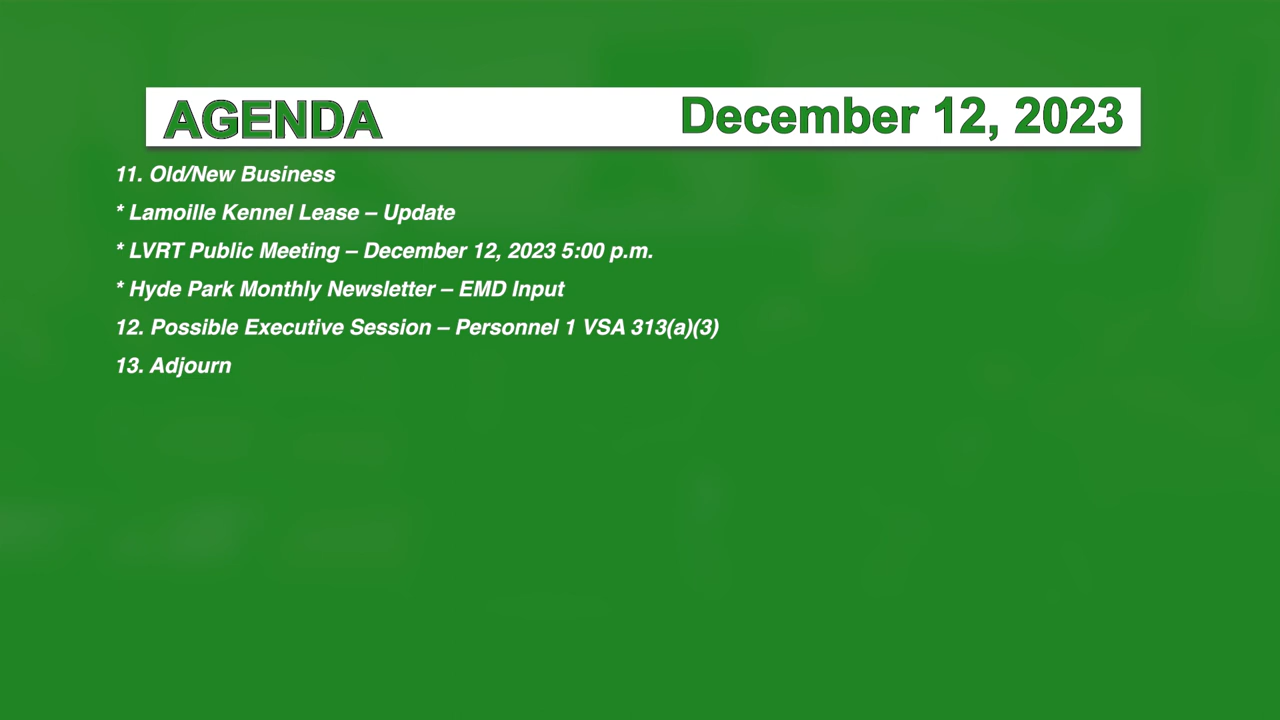 AGENDA December 12, 2023
11. Old/New Business
* Lamoille Kennel Lease – Update
* LVRT Public Meeting – December 12, 2023 5:00 p.m.
* Hyde Park Monthly Newsletter – EMD Input
12. Possible Executive Session – Personnel 1 VSA 313(a)(3)
13. Adjourn